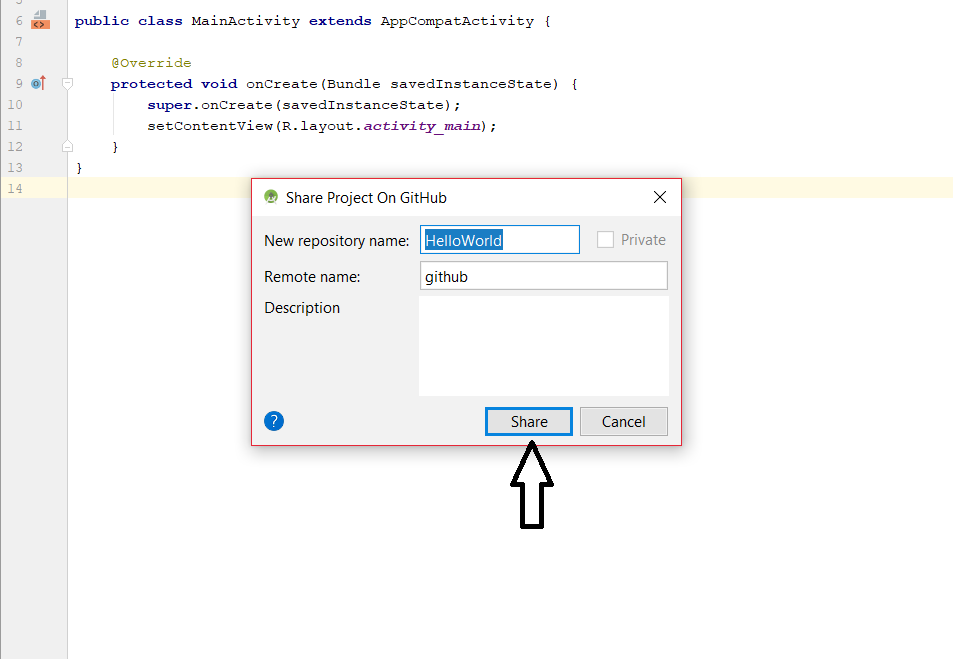 5
6 public class MainActivity extends AppCompatActivity {
7
8 @Override
9 protected void onCreate(Bundle savedInstanceState) {
10 super.onCreate(savedInstanceState);
11 setContentView(R.layout.activity_main);
12 }
13 }
14
Share Project On GitHub
New repository name: HelloWorld Private
Remote name: github
Description
? Share Cancel